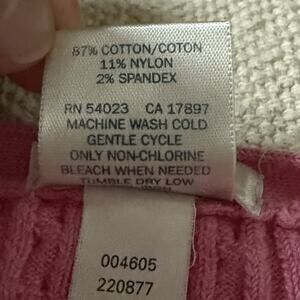 87% COTTON/COTON
11% NYLON
2% SPANDEX
RN 54023 CA 17897
MACHINE WASH COLD
GENTLE CYCLE
ONLY NON-CHLORINE
BLEACH WHEN NEEDED
TUMBLE DRY LOW
004605
220877